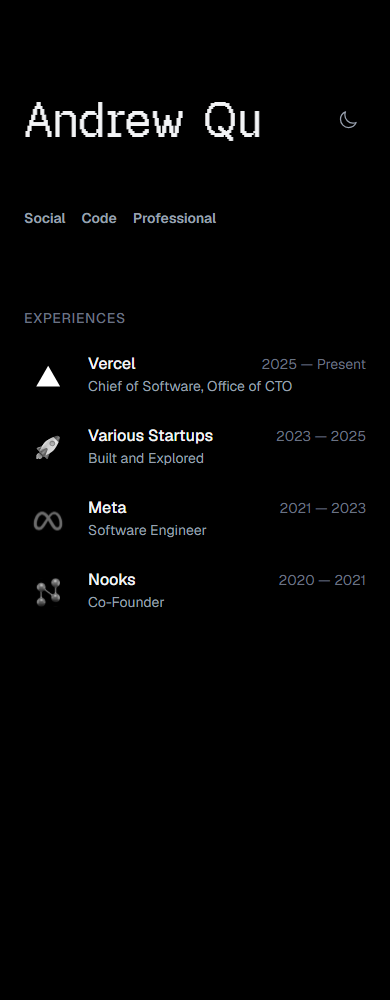 Andrew Qu
Social Code Professional
EXPERIENCES
Vercel 2025 — Present
Chief of Software, Office of CTO
Various Startups 2023 — 2025
Built and Explored
Meta 2021 — 2023
Software Engineer
Nooks 2020 — 2021
Co-Founder